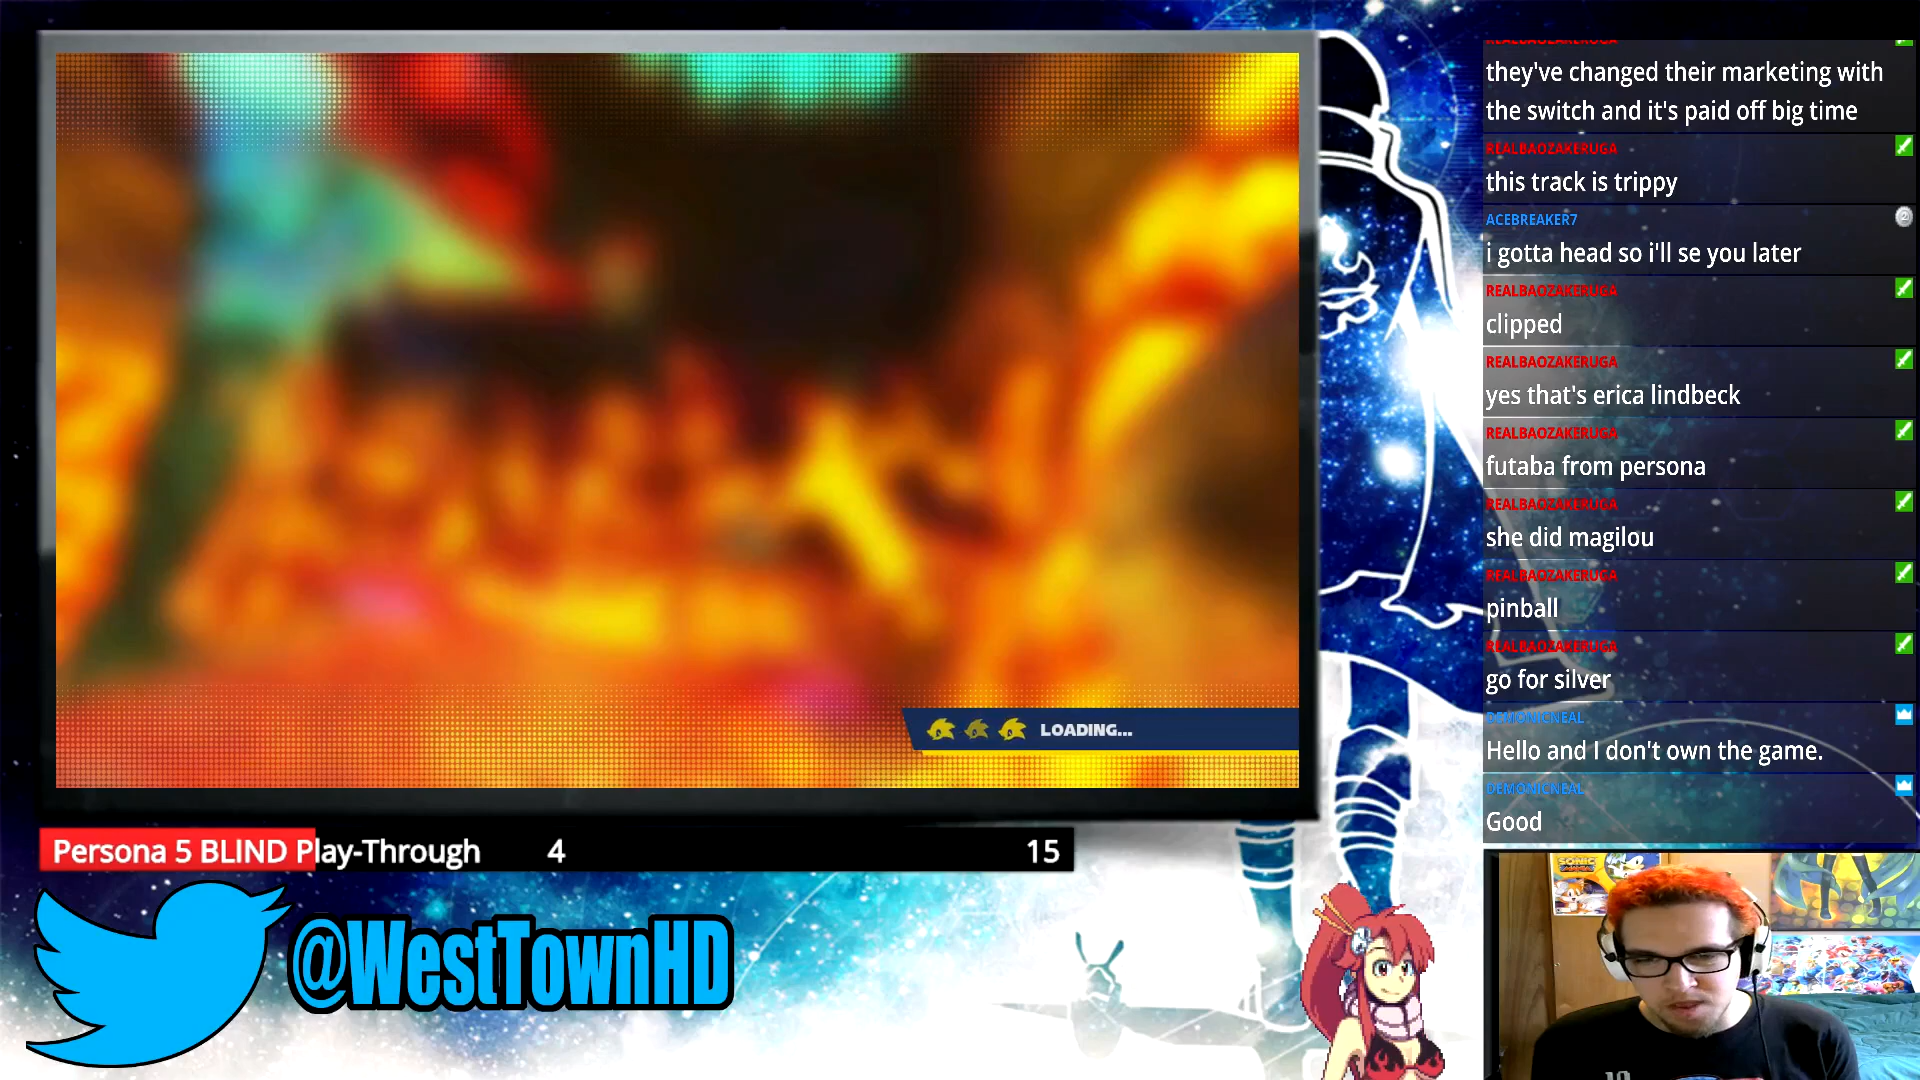 LOADING...
Persona 5 BLIND Play-Through 4 15
@WestTownHD
REALBAOZAKERUGA
they've changed their marketing with
the switch and it's paid off big time
REALBAOZAKERUGA
this track is trippy
ACEBREAKER7
2
i gotta head so i'll se you later
REALBAOZAKERUGA
clipped
REALBAOZAKERUGA
yes that's erica lindbeck
REALBAOZAKERUGA
futaba from persona
REALBAOZAKERUGA
she did magilou
REALBAOZAKERUGA
pinball
REALBAOZAKERUGA
go for silver
DEMONICNEAL
Hello and I don't own the game.
DEMONICNEAL
Good
SONIC